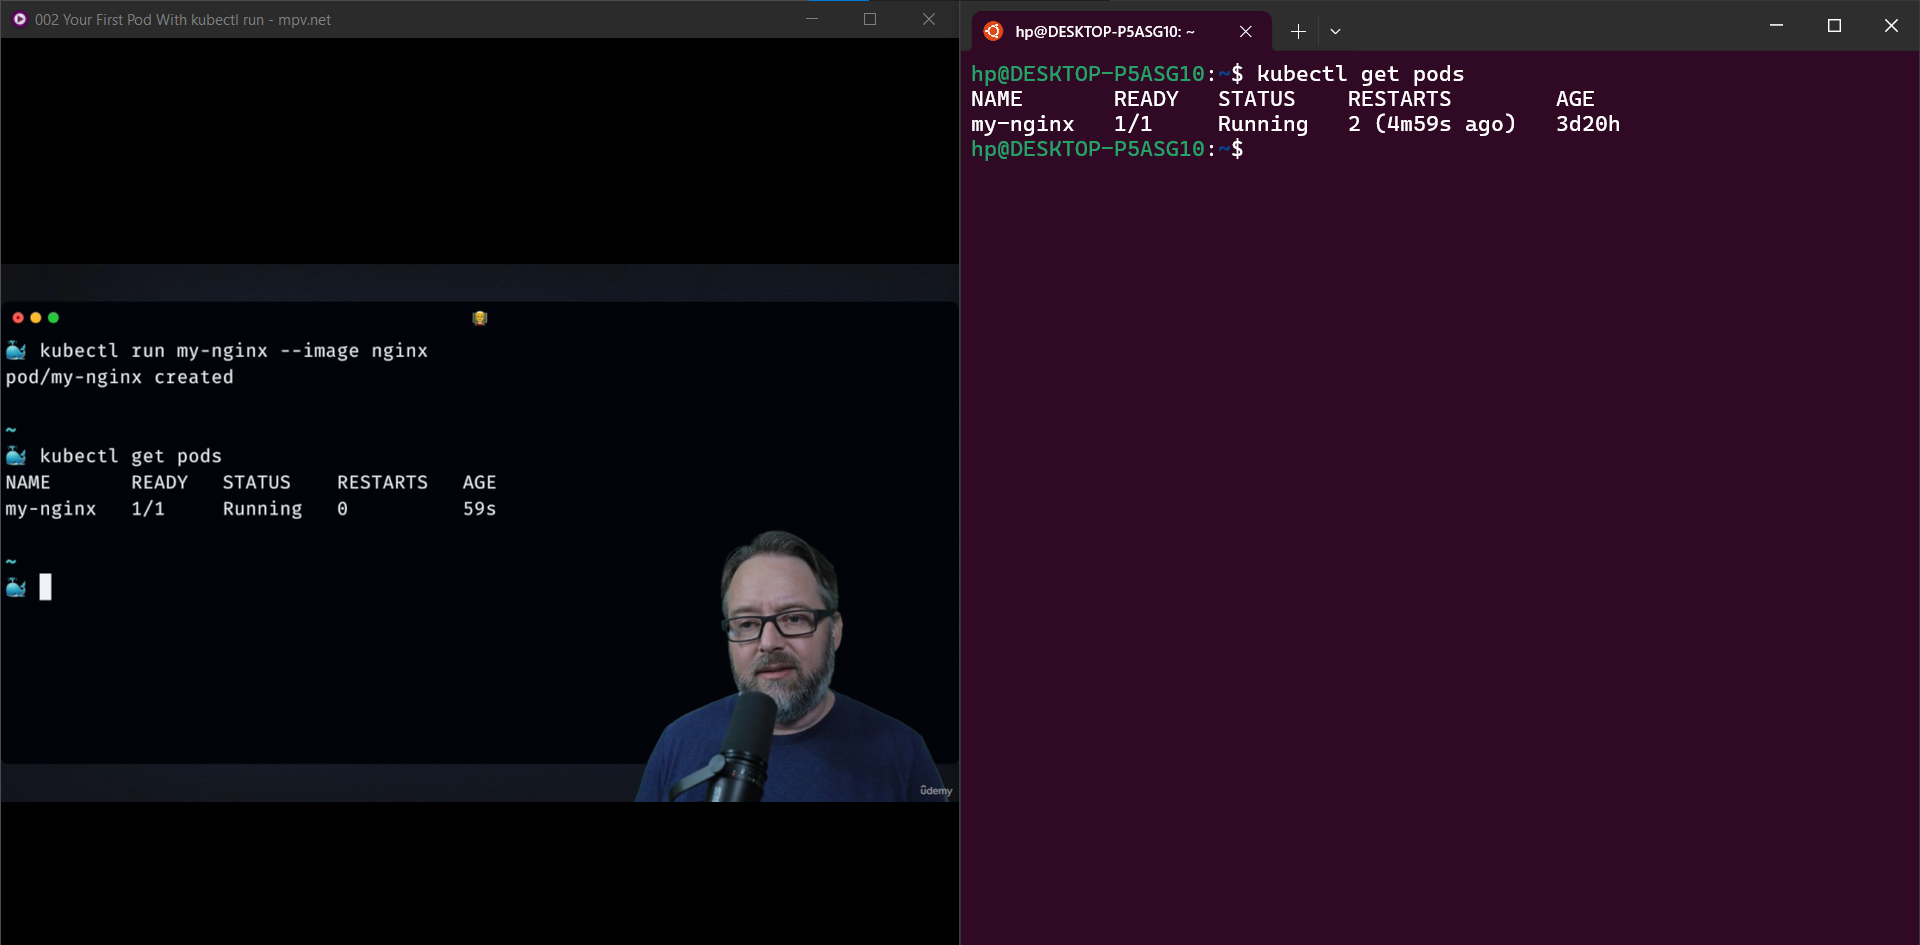 002 Your First Pod With kubectl run - mpv.net
kubectl run my-nginx --image nginx
pod/my-nginx created
~
kubectl get pods
NAME READY STATUS RESTARTS AGE
my-nginx 1/1 Running 0 59s
~
ûdemy
hp@DESKTOP-P5ASG10: ~
hp@DESKTOP-P5ASG10:~$ kubectl get pods
NAME READY STATUS RESTARTS AGE
my-nginx 1/1 Running 2 (4m59s ago) 3d20h
hp@DESKTOP-P5ASG10:~$